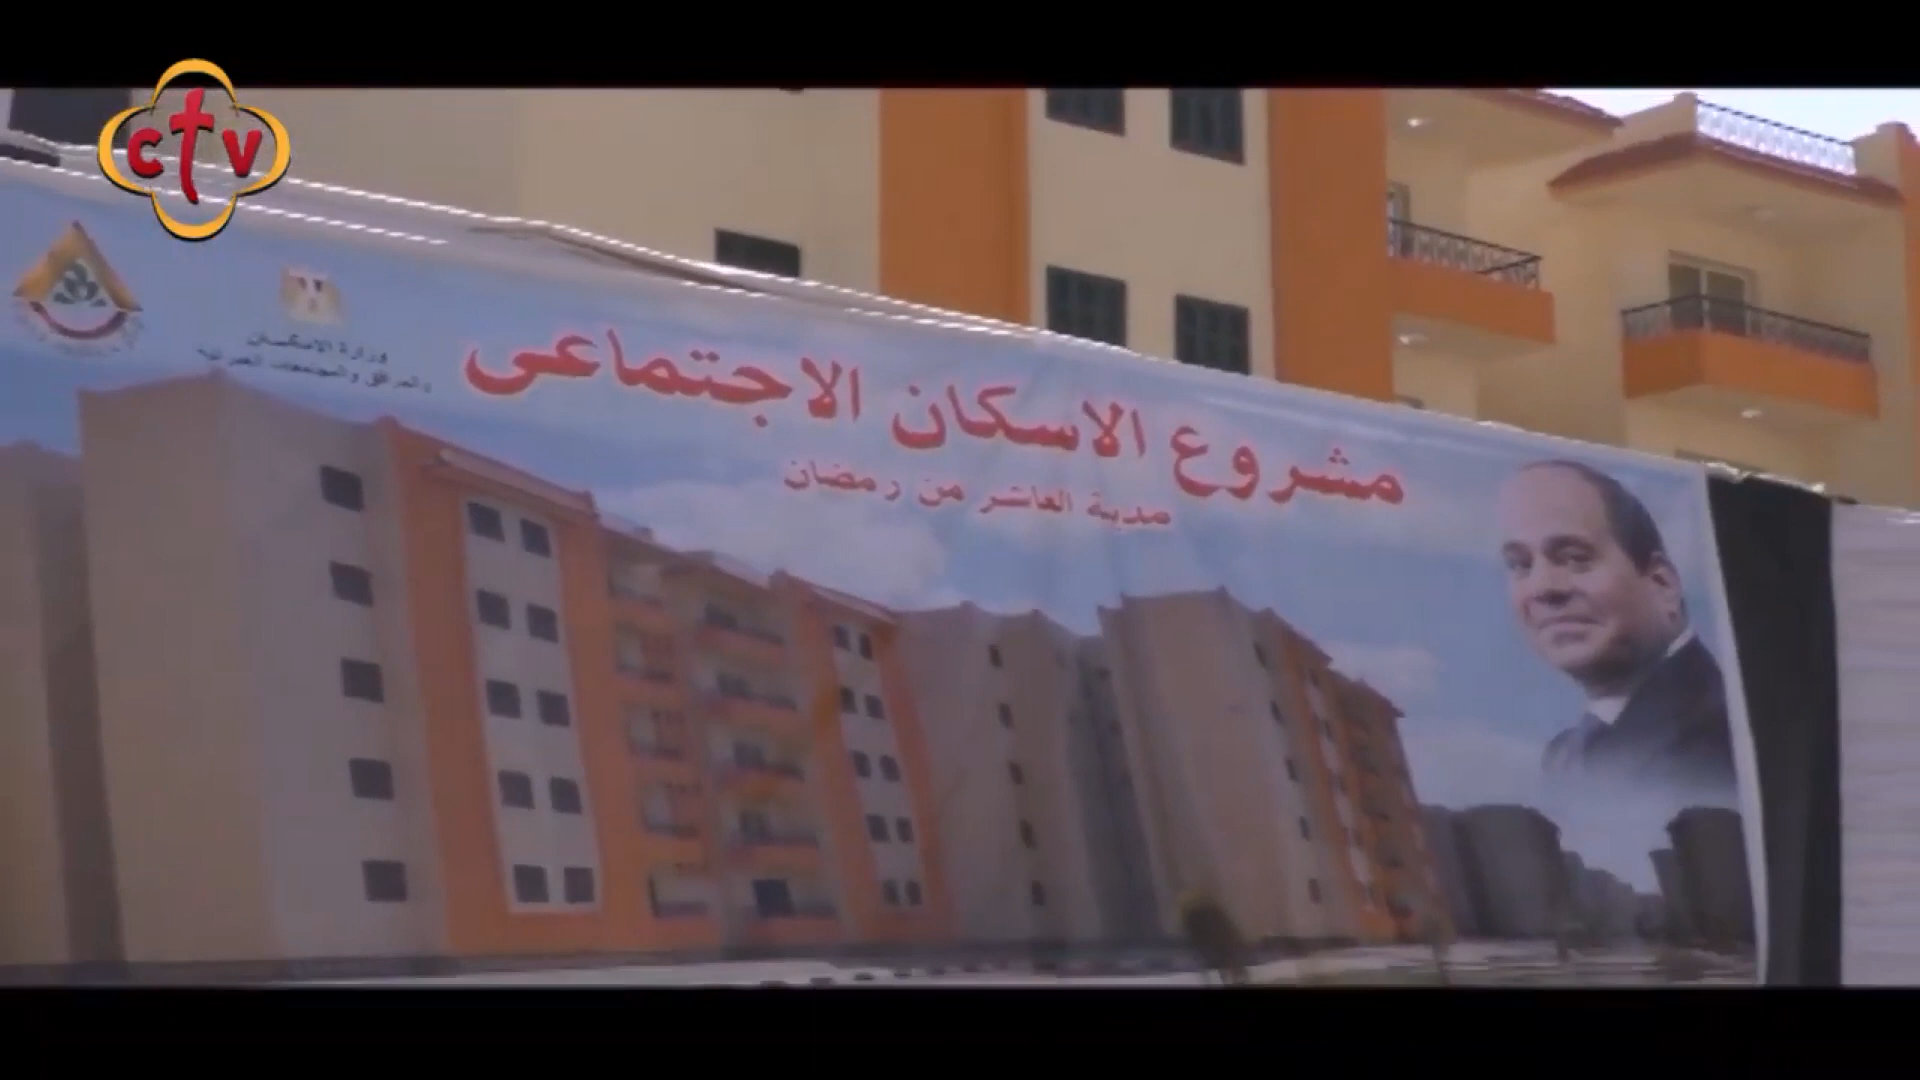 ctv
وزارة الاسكان
والمرافق والمجتمعات العمرانية
مشروع الاسكان الاجتماعى
مدينة العاشر من رمضان